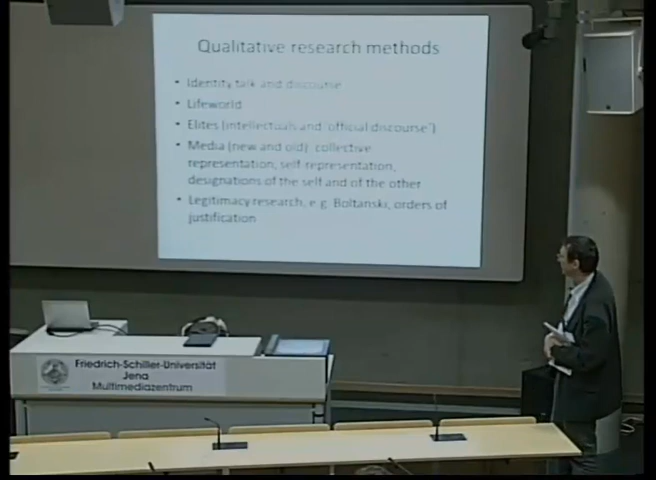 Qualitative research methods
• Identity talk and discourse
• Lifeworld
• Elites (intellectuals and 'official discourse')
• Media (new and old) collective
representation, self-representation,
designations of the self and of the other
• Legitimacy research, e.g. Boltanski, orders of
justification
Friedrich-Schiller-Universität
Jena
Multimediazentrum